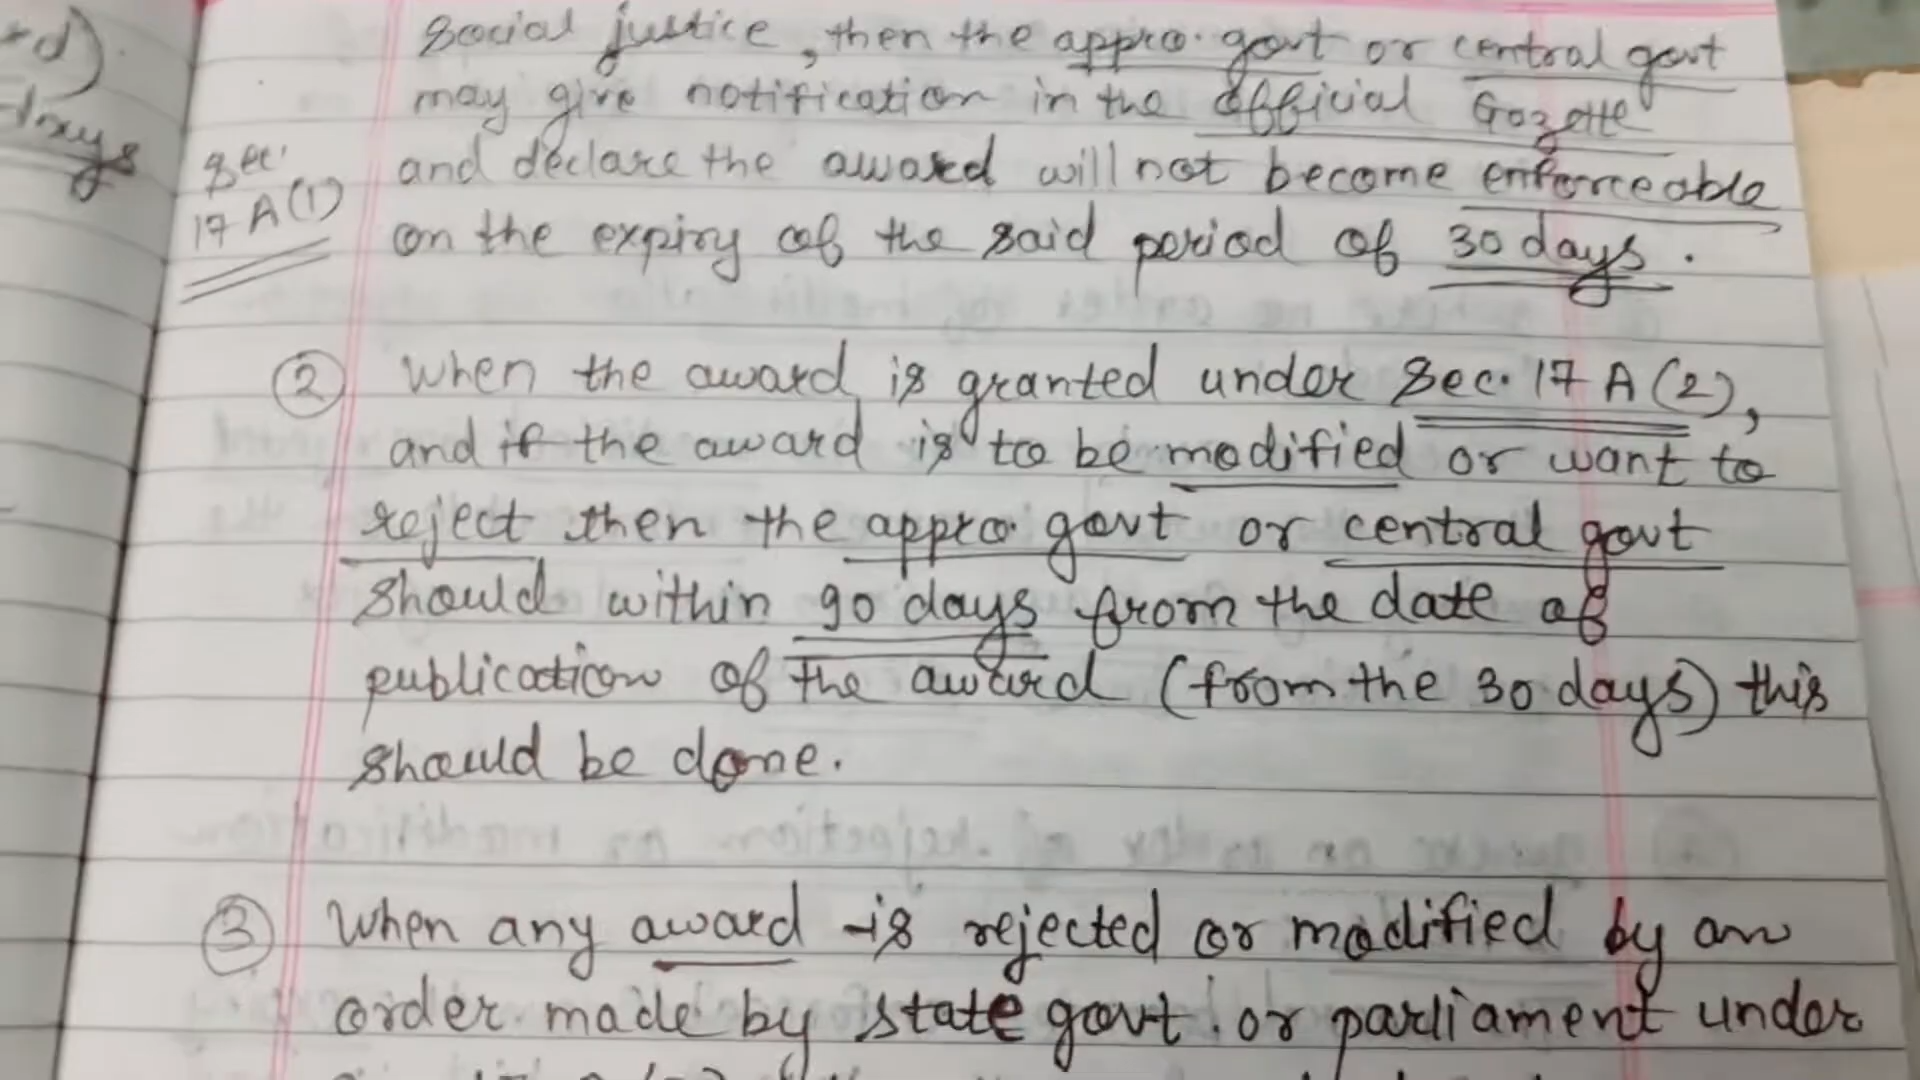 social justice, then the appro. govt or central govt
may give notification in the official Gazette
and declare the award will not become enforceable
on the expiry of the said period of 30 days.
Sec.
17 A (1)
② When the award is granted under Sec. 17 A (2),
and if the award is to be modified or want to
reject then the appro. govt or central govt
should within 90 days from the date of
publication of the award (from the 30 days) this
should be done.
③ When any award is rejected or modified by an
order made by state govt. or parliament under
days